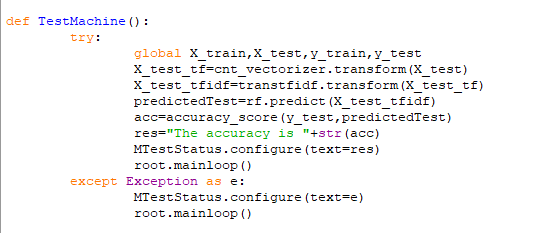 def TestMachine():
        try:
                global X_train,X_test,y_train,y_test
                X_test_tf=cnt_vectorizer.transform(X_test)
                X_test_tfidf=transtfidf.transform(X_test_tf)
                predictedTest=rf.predict(X_test_tfidf)
                acc=accuracy_score(y_test,predictedTest)
                res="The accuracy is "+str(acc)
                MTestStatus.configure(text=res)
                root.mainloop()
        except Exception as e:
                MTestStatus.configure(text=e)
                root.mainloop()